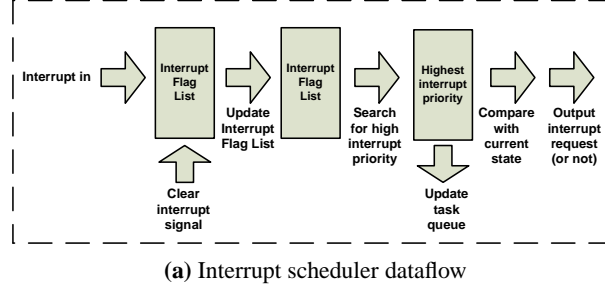 Interrupt in
Interrupt
Flag
List
Update
Interrupt
Flag List
Clear
interrupt
signal
Interrupt
Flag
List
Search
for high
interrupt
priority
Highest
interrupt
priority
Update
task
queue
Compare
with
current
state
Output
interrupt
request
(or not)
(a) Interrupt scheduler dataflow